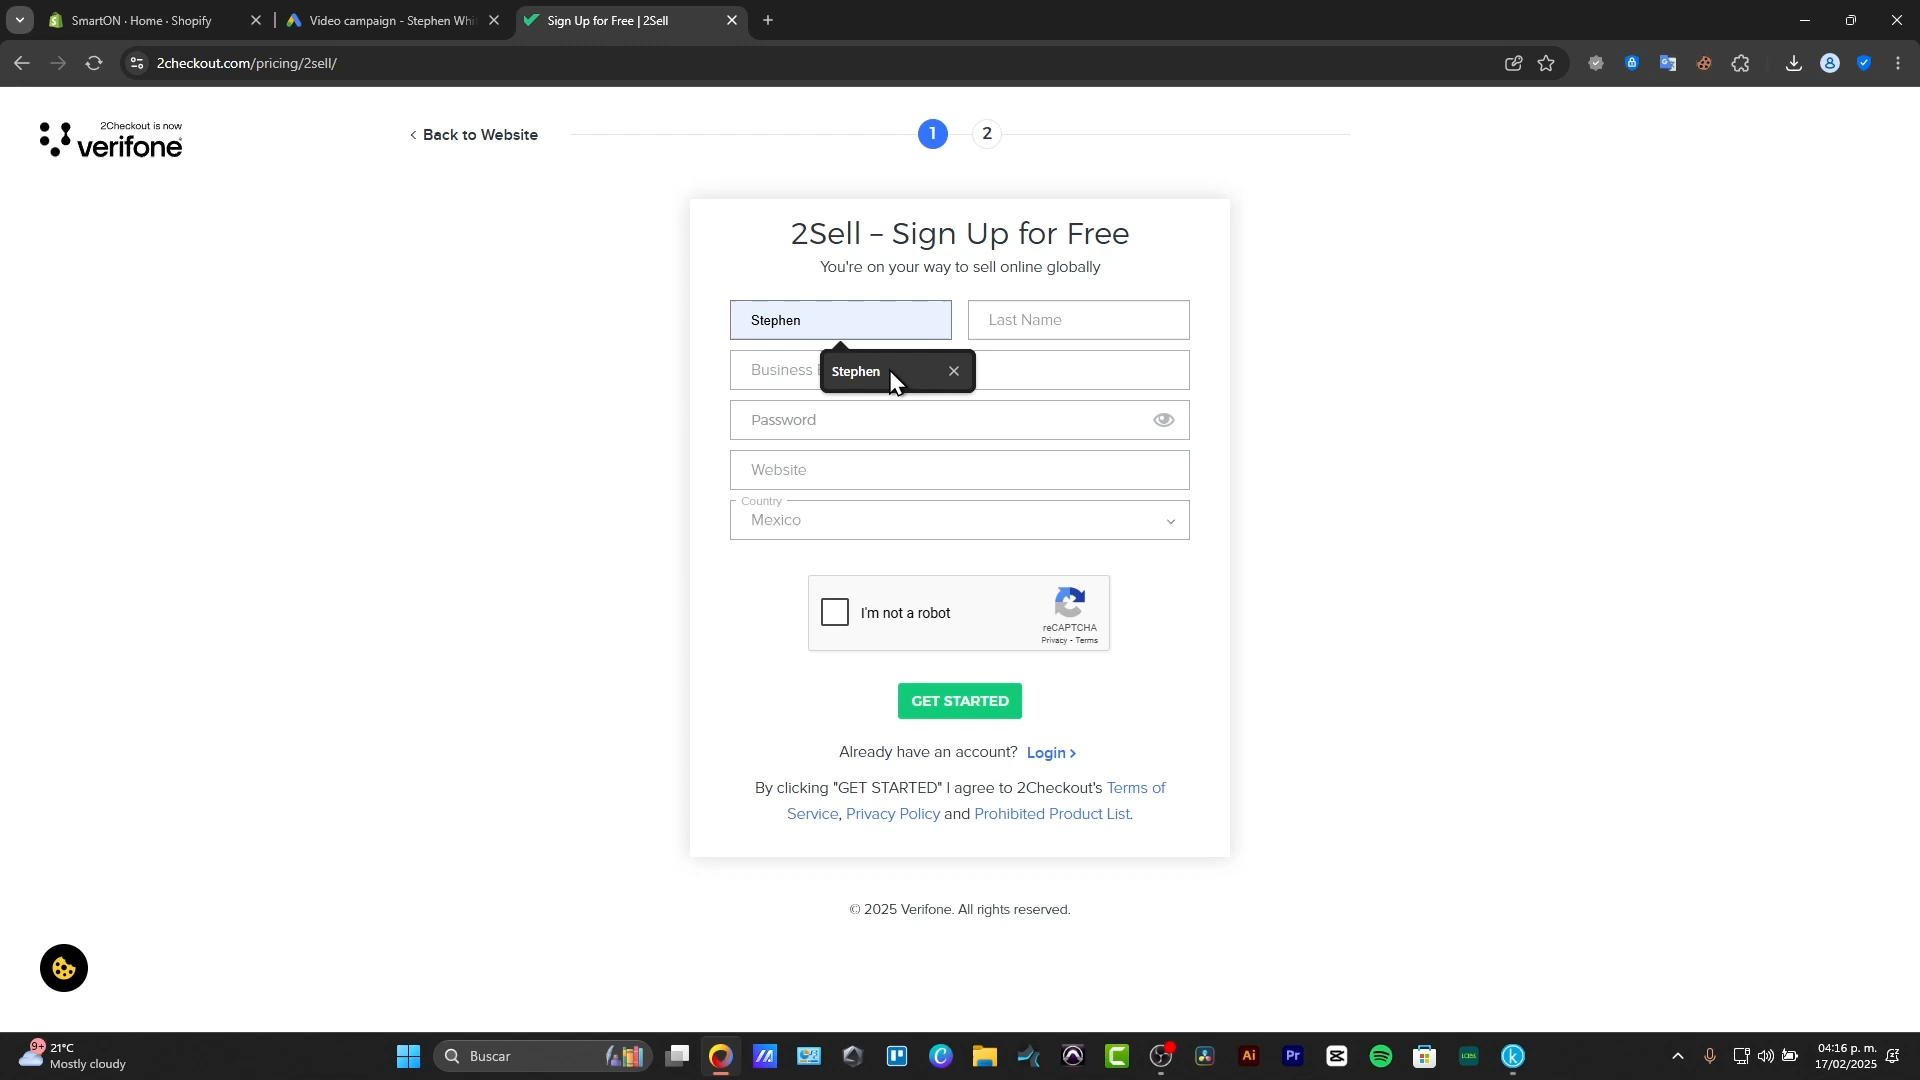 SmartON · Home · Shopify
Video campaign - Stephen Whi
Sign Up for Free | 2Sell
2checkout.com/pricing/2sell/
2Checkout is now
verifone
< Back to Website
1
2
2Sell – Sign Up for Free
You're on your way to sell online globally
Stephen
Last Name
Business
Stephen
Password
Website
Country
Mexico
I'm not a robot
reCAPTCHA
Privacy - Terms
GET STARTED
Already have an account? Login >
By clicking "GET STARTED" I agree to 2Checkout's Terms of
Service, Privacy Policy and Prohibited Product List.
© 2025 Verifone. All rights reserved.
9+
21°C
Mostly cloudy
Buscar
Ai
Pr
04:16 p. m.
17/02/2025